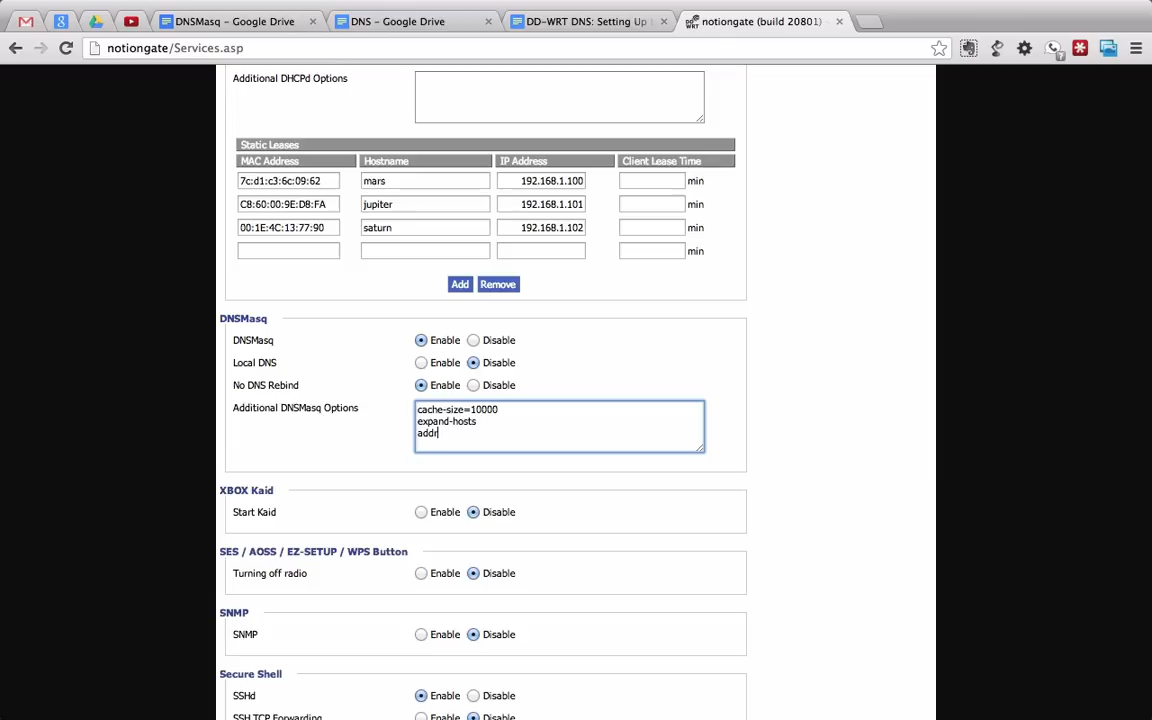 DNSMasq – Google Drive
DNS – Google Drive
DD-WRT DNS: Setting Up
notiongate (build 20801)
notiongate/Services.asp
Additional DHCPd Options
Static Leases
MAC Address Hostname IP Address Client Lease Time
7c:d1:c3:6c:09:62 mars 192.168.1.100 min
C8:60:00:9E:D8:FA jupiter 192.168.1.101 min
00:1E:4C:13:77:90 saturn 192.168.1.102 min
min
Add Remove
DNSMasq
DNSMasq Enable Disable
Local DNS Enable Disable
No DNS Rebind Enable Disable
Additional DNSMasq Options
cache-size=10000
expand-hosts
addr
XBOX Kaid
Start Kaid Enable Disable
SES / AOSS / EZ-SETUP / WPS Button
Turning off radio Enable Disable
SNMP
SNMP Enable Disable
Secure Shell
SSHd Enable Disable
SSH TCP Forwarding Enable Disable